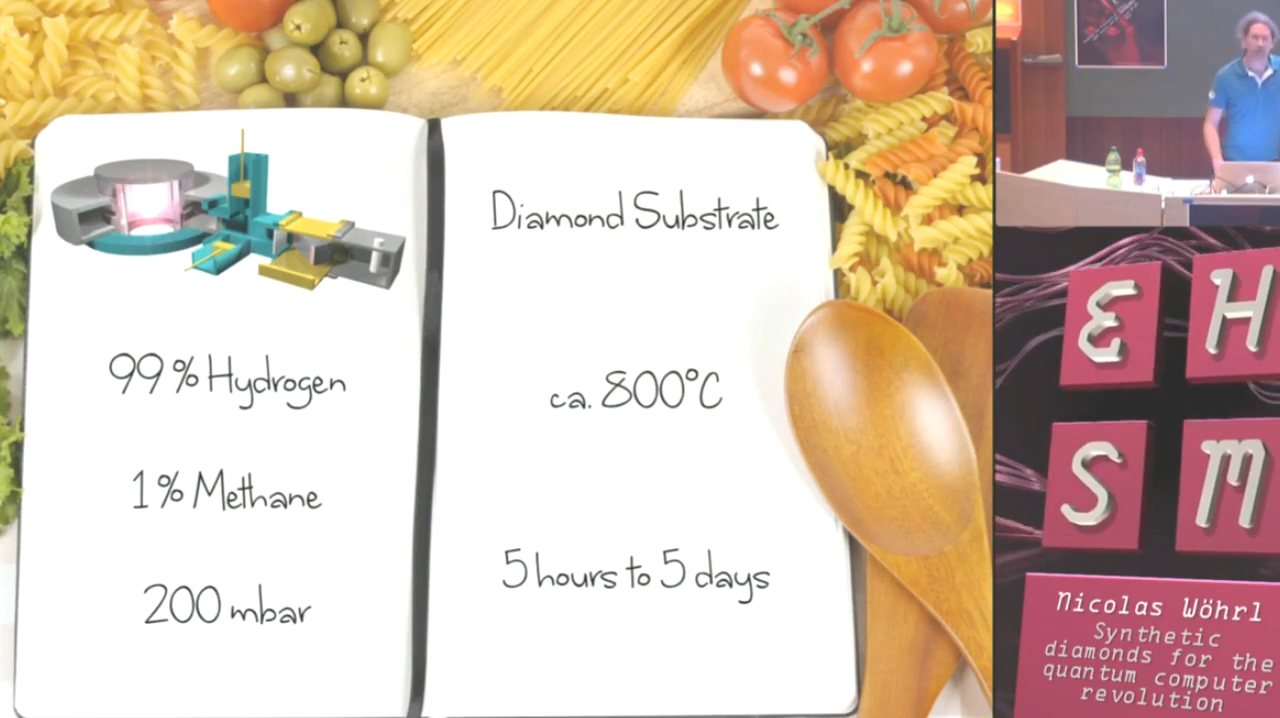 99% Hydrogen
1% Methane
200 mbar
Diamond Substrate
ca. 800°C
5 hours to 5 days
E H
S M
Nicolas Wöhrl
Synthetic
diamonds for the
quantum computer
revolution